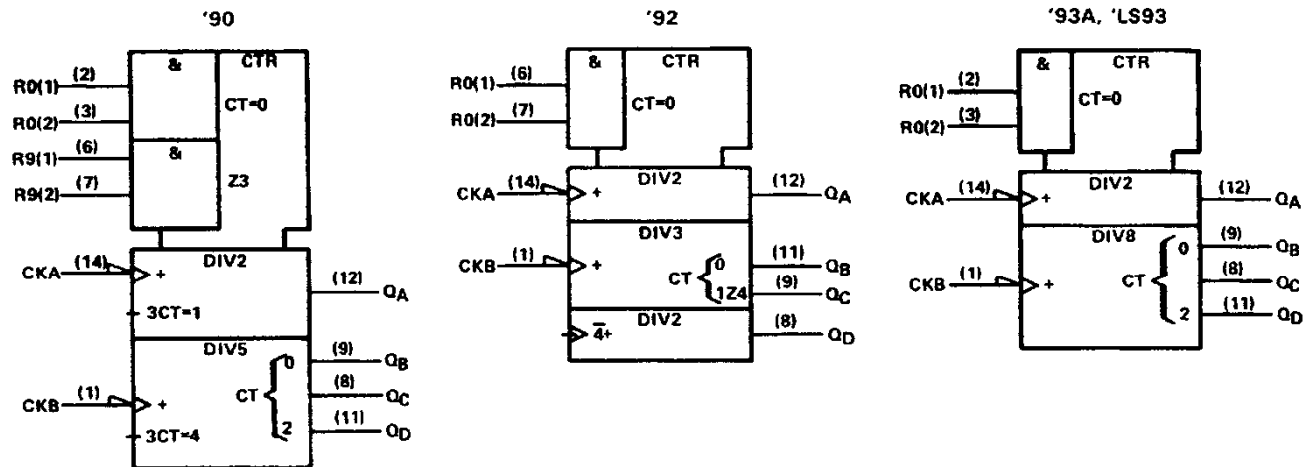 '90
&
CTR
R0(1) (2)
CT=0
R0(2) (3)
R9(1) (6)
&
Z3
R9(2) (7)
DIV2
CKA (14)
+
(12) QA
3CT=1
DIV5
0
(9) QB
CKB (1)
+
CT
(8) QC
2
(11) QD
3CT=4
'92
&
CTR
R0(1) (6)
CT=0
R0(2) (7)
DIV2
CKA (14)
+
(12) QA
DIV3
CKB (1)
+
0
(11) QB
CT
1Z4
(9) QC
DIV2
4+
(8) QD
'93A, 'LS93
&
CTR
R0(1) (2)
CT=0
R0(2) (3)
DIV2
CKA (14)
+
(12) QA
DIV8
0
(9) QB
CKB (1)
+
CT
(8) QC
2
(11) QD